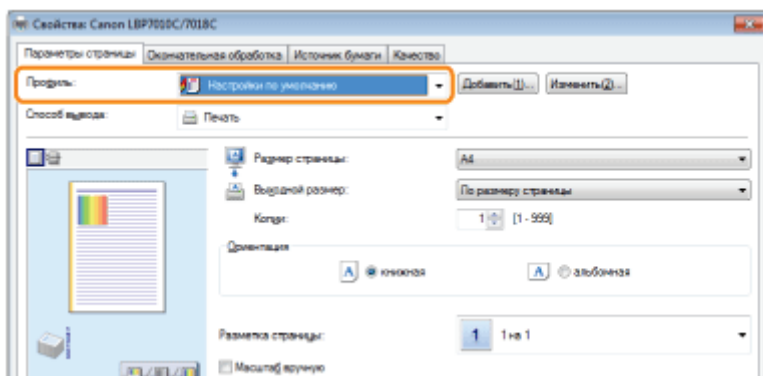 Свойства: Canon LBP7010C/7018C
Параметры страницы Окончательная обработка Источник бумаги Качество
Профиль: Настройки по умолчанию Добавить(1)... Изменить(2)...
Способ вывода: Печать
Размер страницы: A4
Выходной размер: По размеру страницы
Копии: 1 [1 - 999]
Ориентация
A книжная A альбомная
Разметка страницы: 1 1 на 1
Масштаб вручную